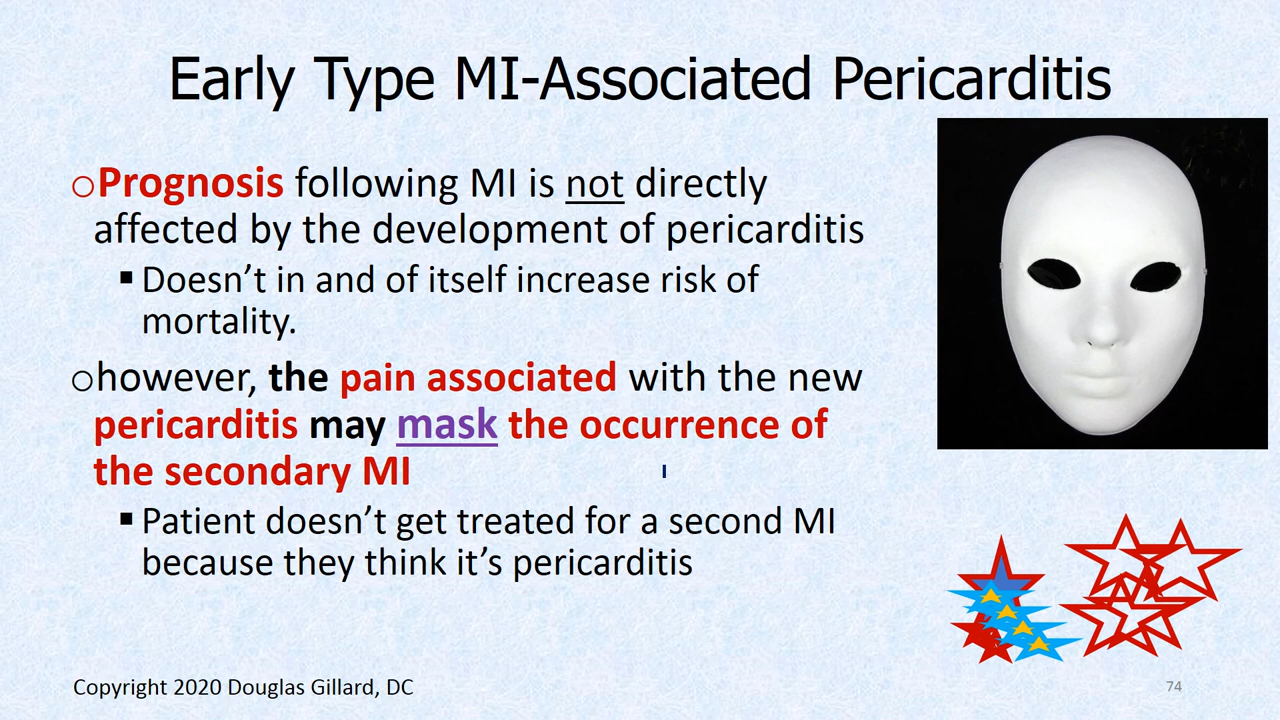 Early Type MI-Associated Pericarditis
oPrognosis following MI is not directly
affected by the development of pericarditis
▪ Doesn’t in and of itself increase risk of
mortality.
ohowever, the pain associated with the new
pericarditis may mask the occurrence of
the secondary MI
▪ Patient doesn’t get treated for a second MI
because they think it’s pericarditis
Copyright 2020 Douglas Gillard, DC
74